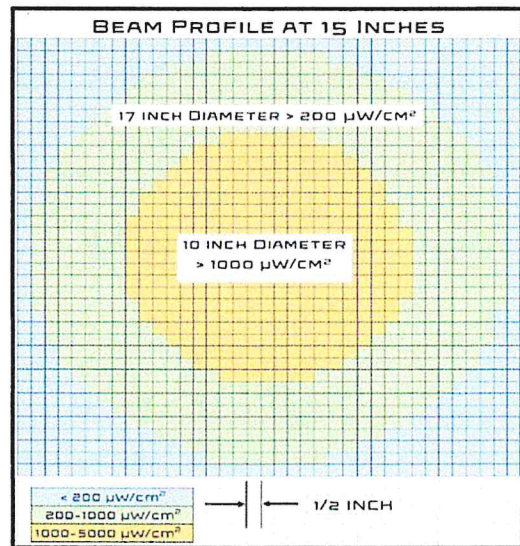 BEAM PROFILE AT 15 INCHES
17 INCH DIAMETER > 200 µW/CM²
10 INCH DIAMETER
> 1000 µW/CM²
< 200 µW/cm²
200-1000 µW/cm²
1000-5000 µW/cm²
1/2 INCH